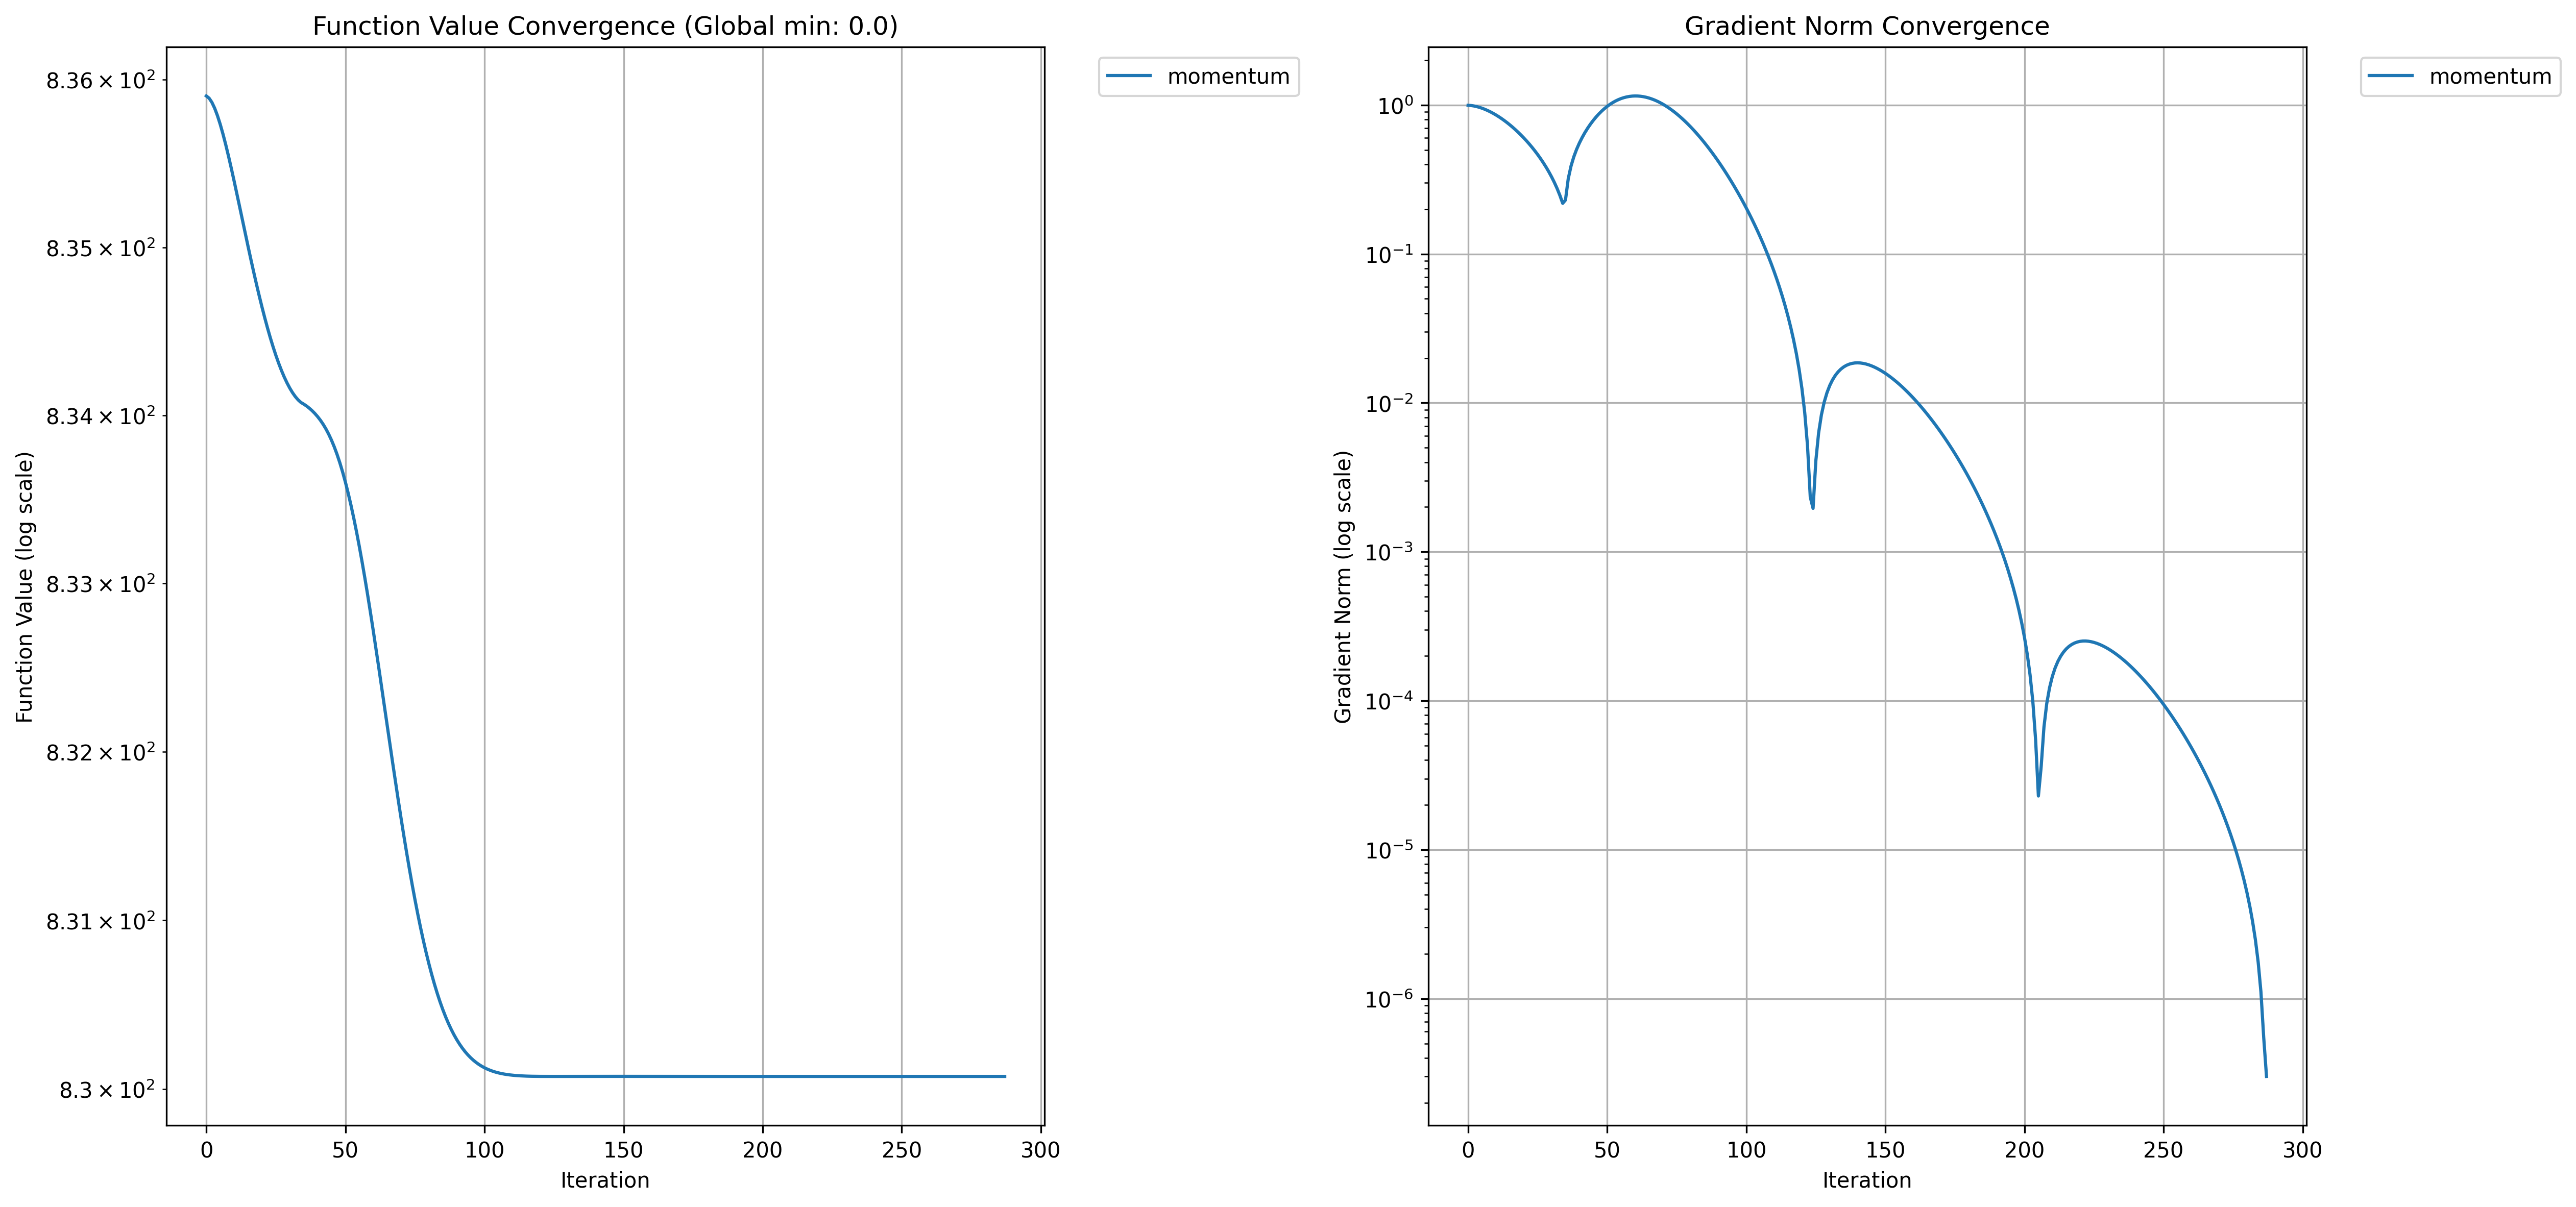 Function Value Convergence (Global min: 0.0)
momentum
8.36 × 10²
8.35 × 10²
8.34 × 10²
8.33 × 10²
8.32 × 10²
8.31 × 10²
8.3 × 10²
Function Value (log scale)
0 50 100 150 200 250 300
Iteration
Gradient Norm Convergence
momentum
10⁰
10⁻¹
10⁻²
10⁻³
10⁻⁴
10⁻⁵
10⁻⁶
Gradient Norm (log scale)
0 50 100 150 200 250 300
Iteration